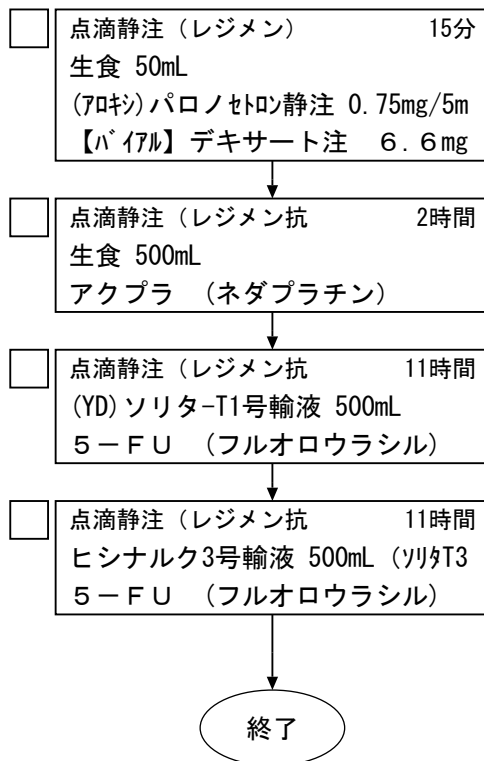 点滴静注（レジメン） 15分
生食 50mL
(ｱﾛｷｼ)パロノｾﾄロン静注 0.75mg/5m
【ﾊﾞｲｱﾙ】デキサート注 ６.６mg
点滴静注（レジメン抗 2時間
生食 500mL
アクプラ （ネダプラチン）
点滴静注（レジメン抗 11時間
(YD)ソリタ-T1号輸液 500mL
５－ＦＵ （フルオロウラシル）
点滴静注（レジメン抗 11時間
ヒシナルク3号輸液 500mL (ｿﾘﾀT3
５－ＦＵ （フルオロウラシル）
終了